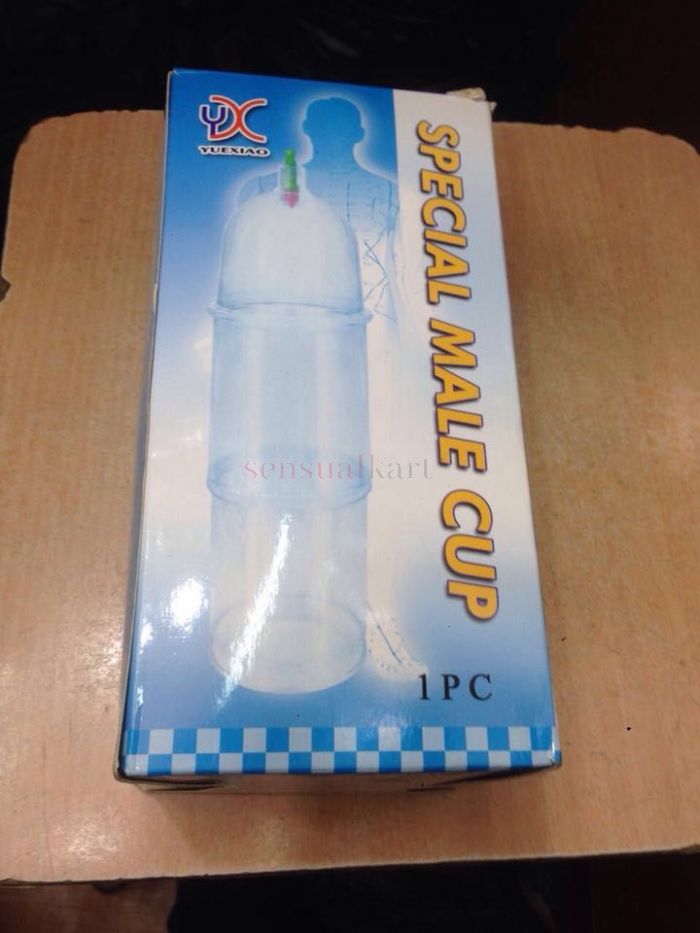 YX
YUEXIAO
SPECIAL MALE CUP
sensualkart
1PC